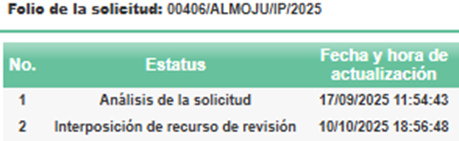 Folio de la solicitud: 00406/ALMOJU/IP/2025
No. Estatus Fecha y hora de
actualización
1 Análisis de la solicitud 17/09/2025 11:54:43
2 Interposición de recurso de revisión 10/10/2025 18:56:48